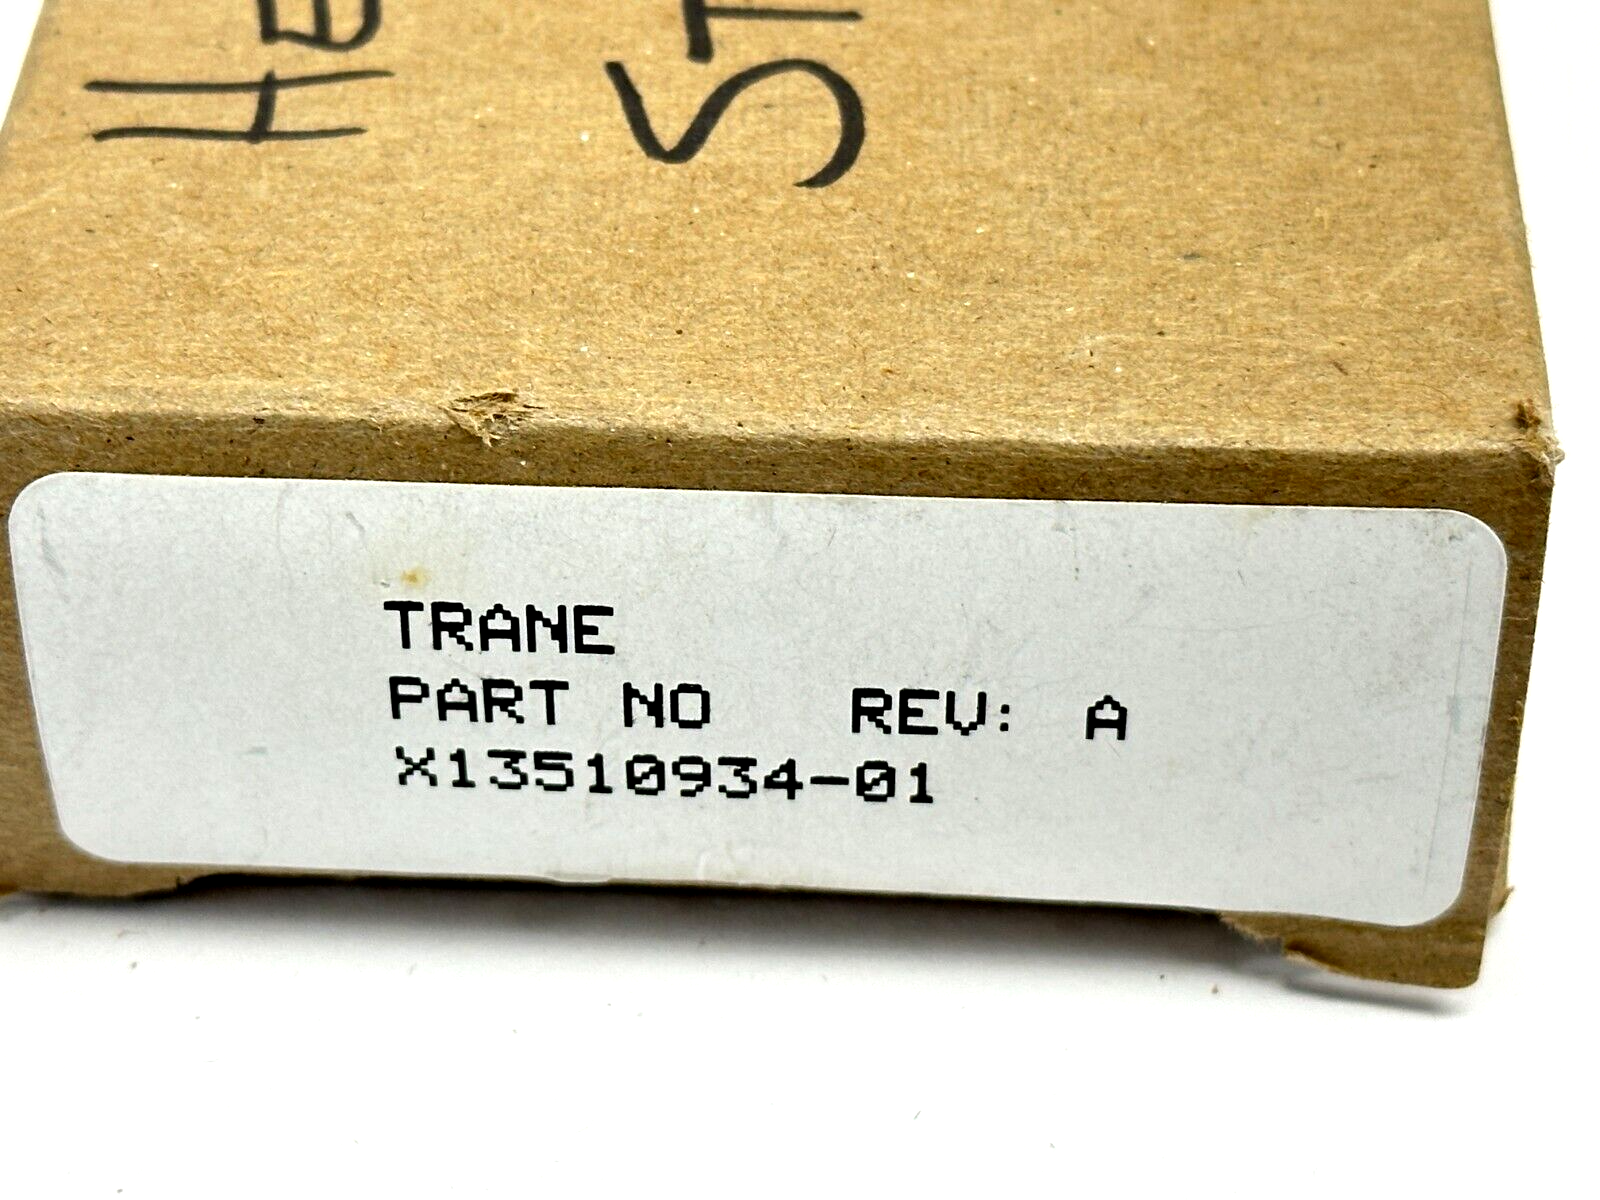 TRANE
PART NO REV: A
X13510934-01